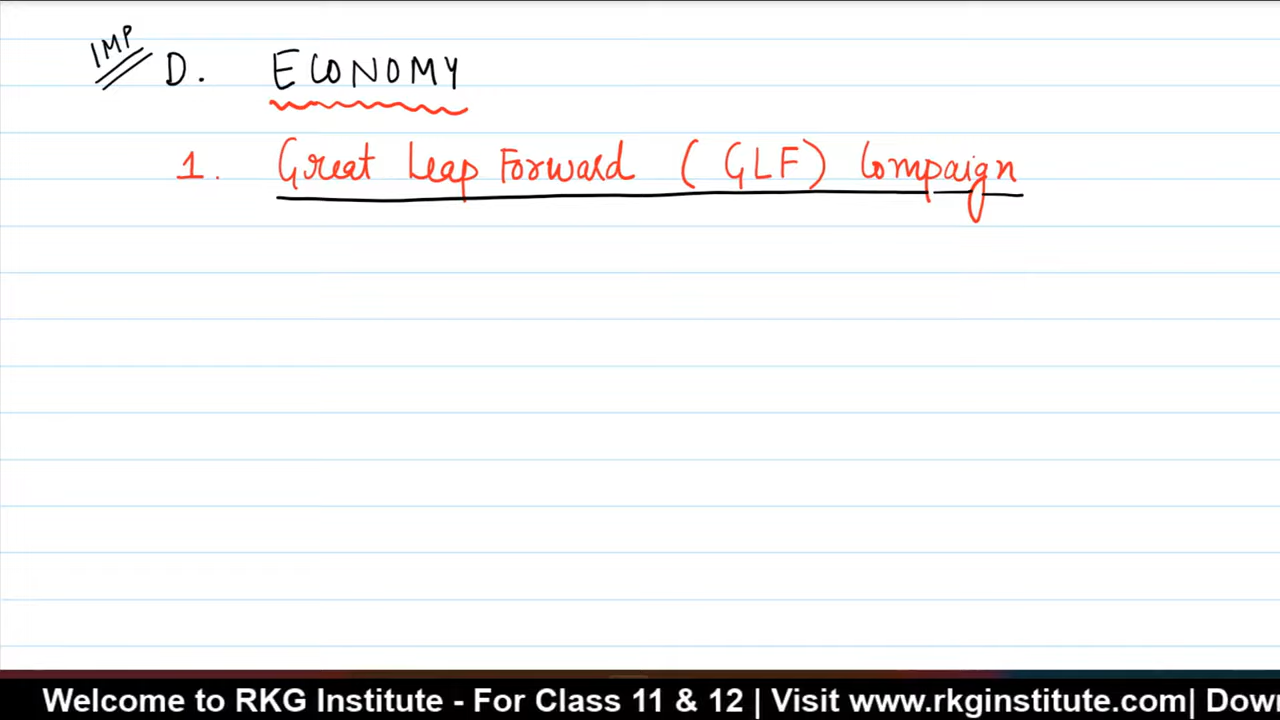 IMP
D. ECONOMY
1. Great Leap Forward (GLF) Compaign
Welcome to RKG Institute - For Class 11 & 12 | Visit www.rkginstitute.com| Dow